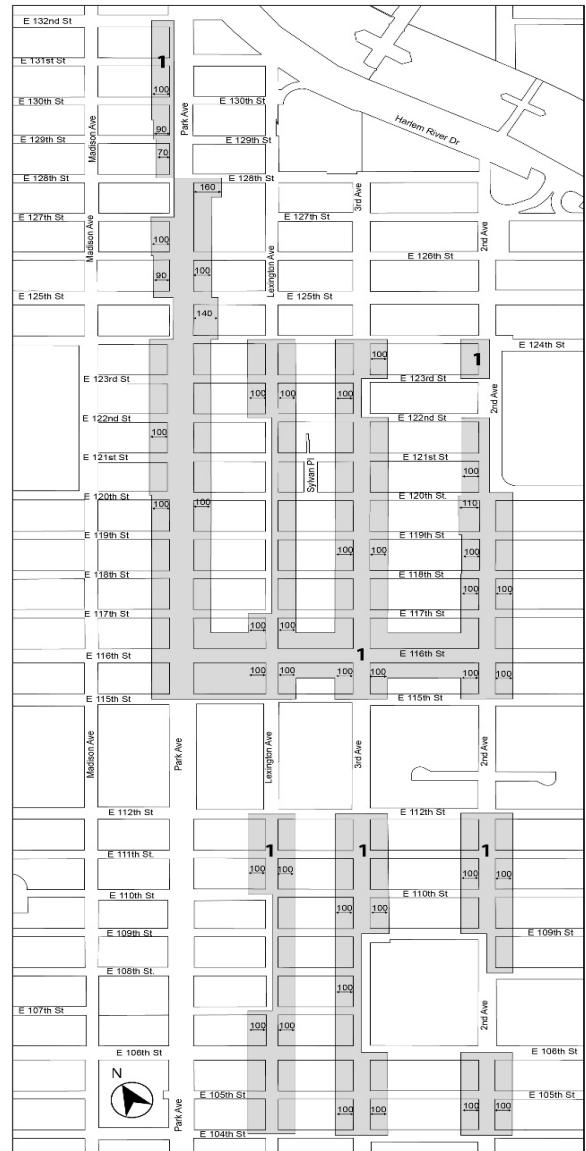 E 132nd St
E 131st St
1
100
E 130th St
E 130th St
Madison Ave
Park Ave
Harlem River Dr
90
E 129th St
E 129th St
70
Lexington Ave
E 128th St
E 128th St
160
3rd Ave
E 127th St
E 127th St
2nd Ave
Madison Ave
100
Lexington Ave
E 126th St
90
100
E 125th St
E 125th St
140
E 124th St
100
1
E 123rd St
E 123rd St
100
100
100
2nd Ave
E 122nd St
E 122nd St
100
E 121st St
Sylvan Pl
E 121st St
100
E 120th St
E 120th St.
100
100
110
E 119th St
E 119th St
100
100
100
E 118th St
E 118th St
100
100
E 117th St
E 117th St
100
100
1
E 116th St
E 116th St
100
100
100
100
100
100
E 115th St
E 115th St
Madison Ave
Park Ave
Lexington Ave
3rd Ave
2nd Ave
E 112th St
E 112th St
E 111th St.
1
1
1
100
100
100
100
E 110th St
E 110th St
100
100
E 109th St
E 109th St
E 108th St.
100
E 107th St
100
100
2nd Ave
E 106th St
E 106th St
N
E 105th St
E 105th St
Park Ave
100
100
100
100
E 104th St